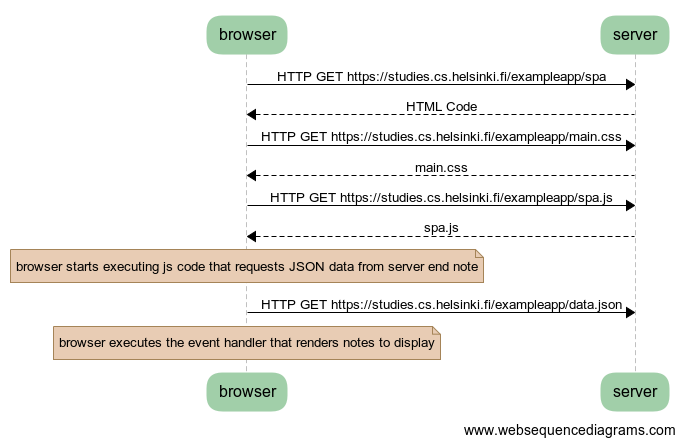 browser
server
HTTP GET https://studies.cs.helsinki.fi/exampleapp/spa
HTML Code
HTTP GET https://studies.cs.helsinki.fi/exampleapp/main.css
main.css
HTTP GET https://studies.cs.helsinki.fi/exampleapp/spa.js
spa.js
browser starts executing js code that requests JSON data from server end note
HTTP GET https://studies.cs.helsinki.fi/exampleapp/data.json
browser executes the event handler that renders notes to display
browser
server
www.websequencediagrams.com